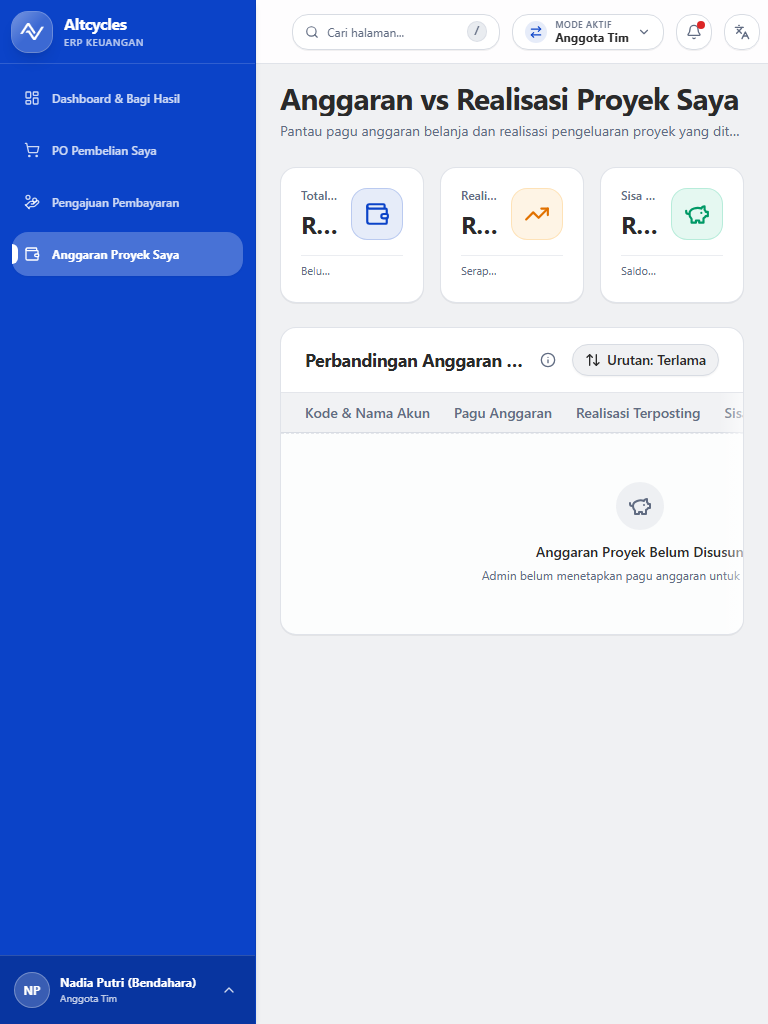 Altcycles
ERP KEUANGAN
Dashboard & Bagi Hasil
PO Pembelian Saya
Pengajuan Pembayaran
Anggaran Proyek Saya
NP
Nadia Putri (Bendahara)
Anggota Tim
Cari halaman...
/
MODE AKTIF
Anggota Tim
Anggaran vs Realisasi Proyek Saya
Pantau pagu anggaran belanja dan realisasi pengeluaran proyek yang dit...
Total...
R...
Belu...
Reali...
R...
Serap...
Sisa ...
R...
Saldo...
Perbandingan Anggaran ...
Urutan: Terlama
Kode & Nama Akun Pagu Anggaran Realisasi Terposting Sis
Anggaran Proyek Belum Disusun
Admin belum menetapkan pagu anggaran untuk